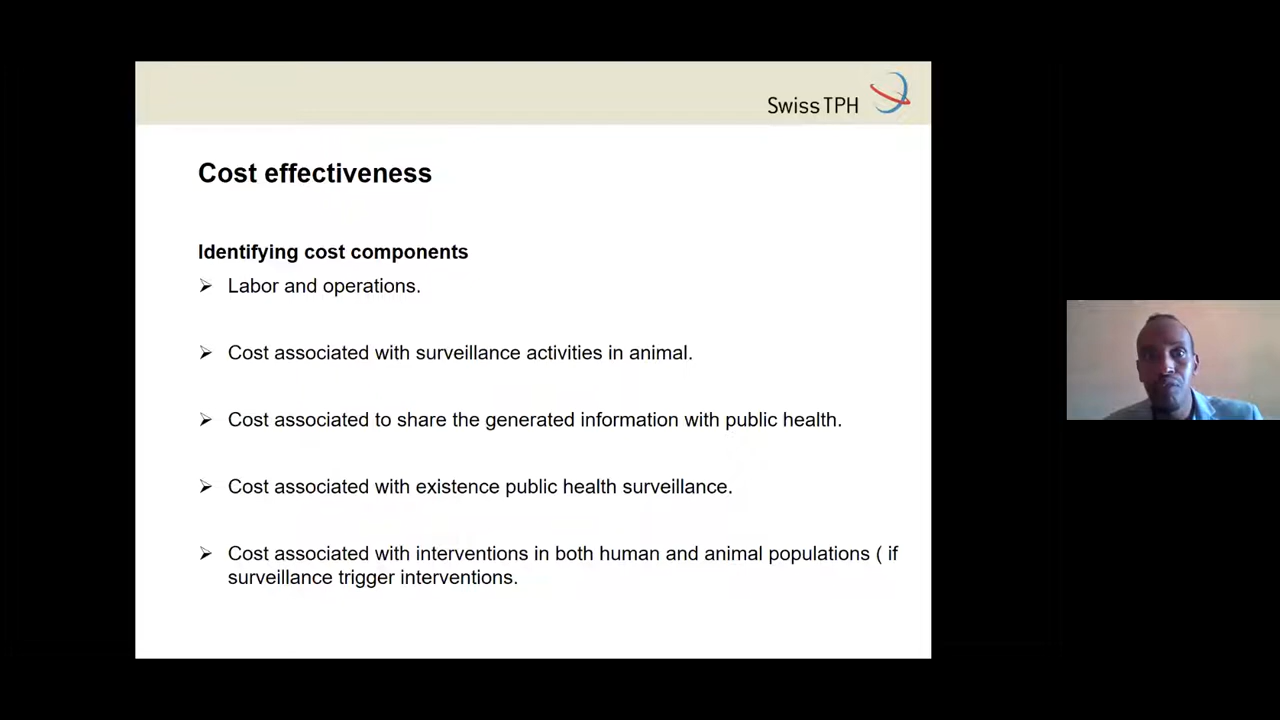 Swiss TPH
Cost effectiveness
Identifying cost components
➢ Labor and operations.
➢ Cost associated with surveillance activities in animal.
➢ Cost associated to share the generated information with public health.
➢ Cost associated with existence public health surveillance.
➢ Cost associated with interventions in both human and animal populations ( if
surveillance trigger interventions.